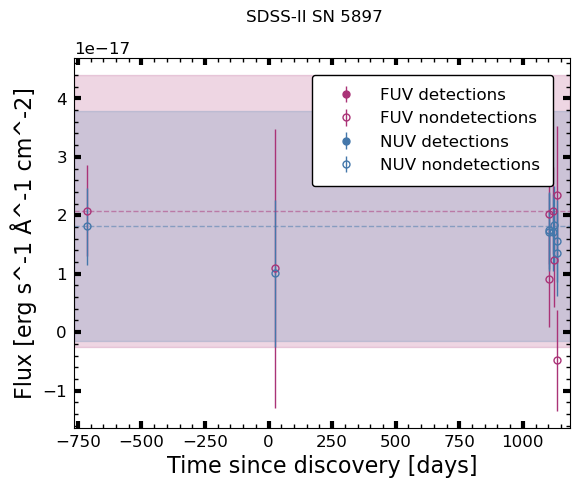 SDSS-II SN 5897
1e−17
FUV detections
FUV nondetections
NUV detections
NUV nondetections
4
3
2
1
0
−1
Flux [erg s^-1 Å^-1 cm^-2]
−750 −500 −250 0 250 500 750 1000
Time since discovery [days]